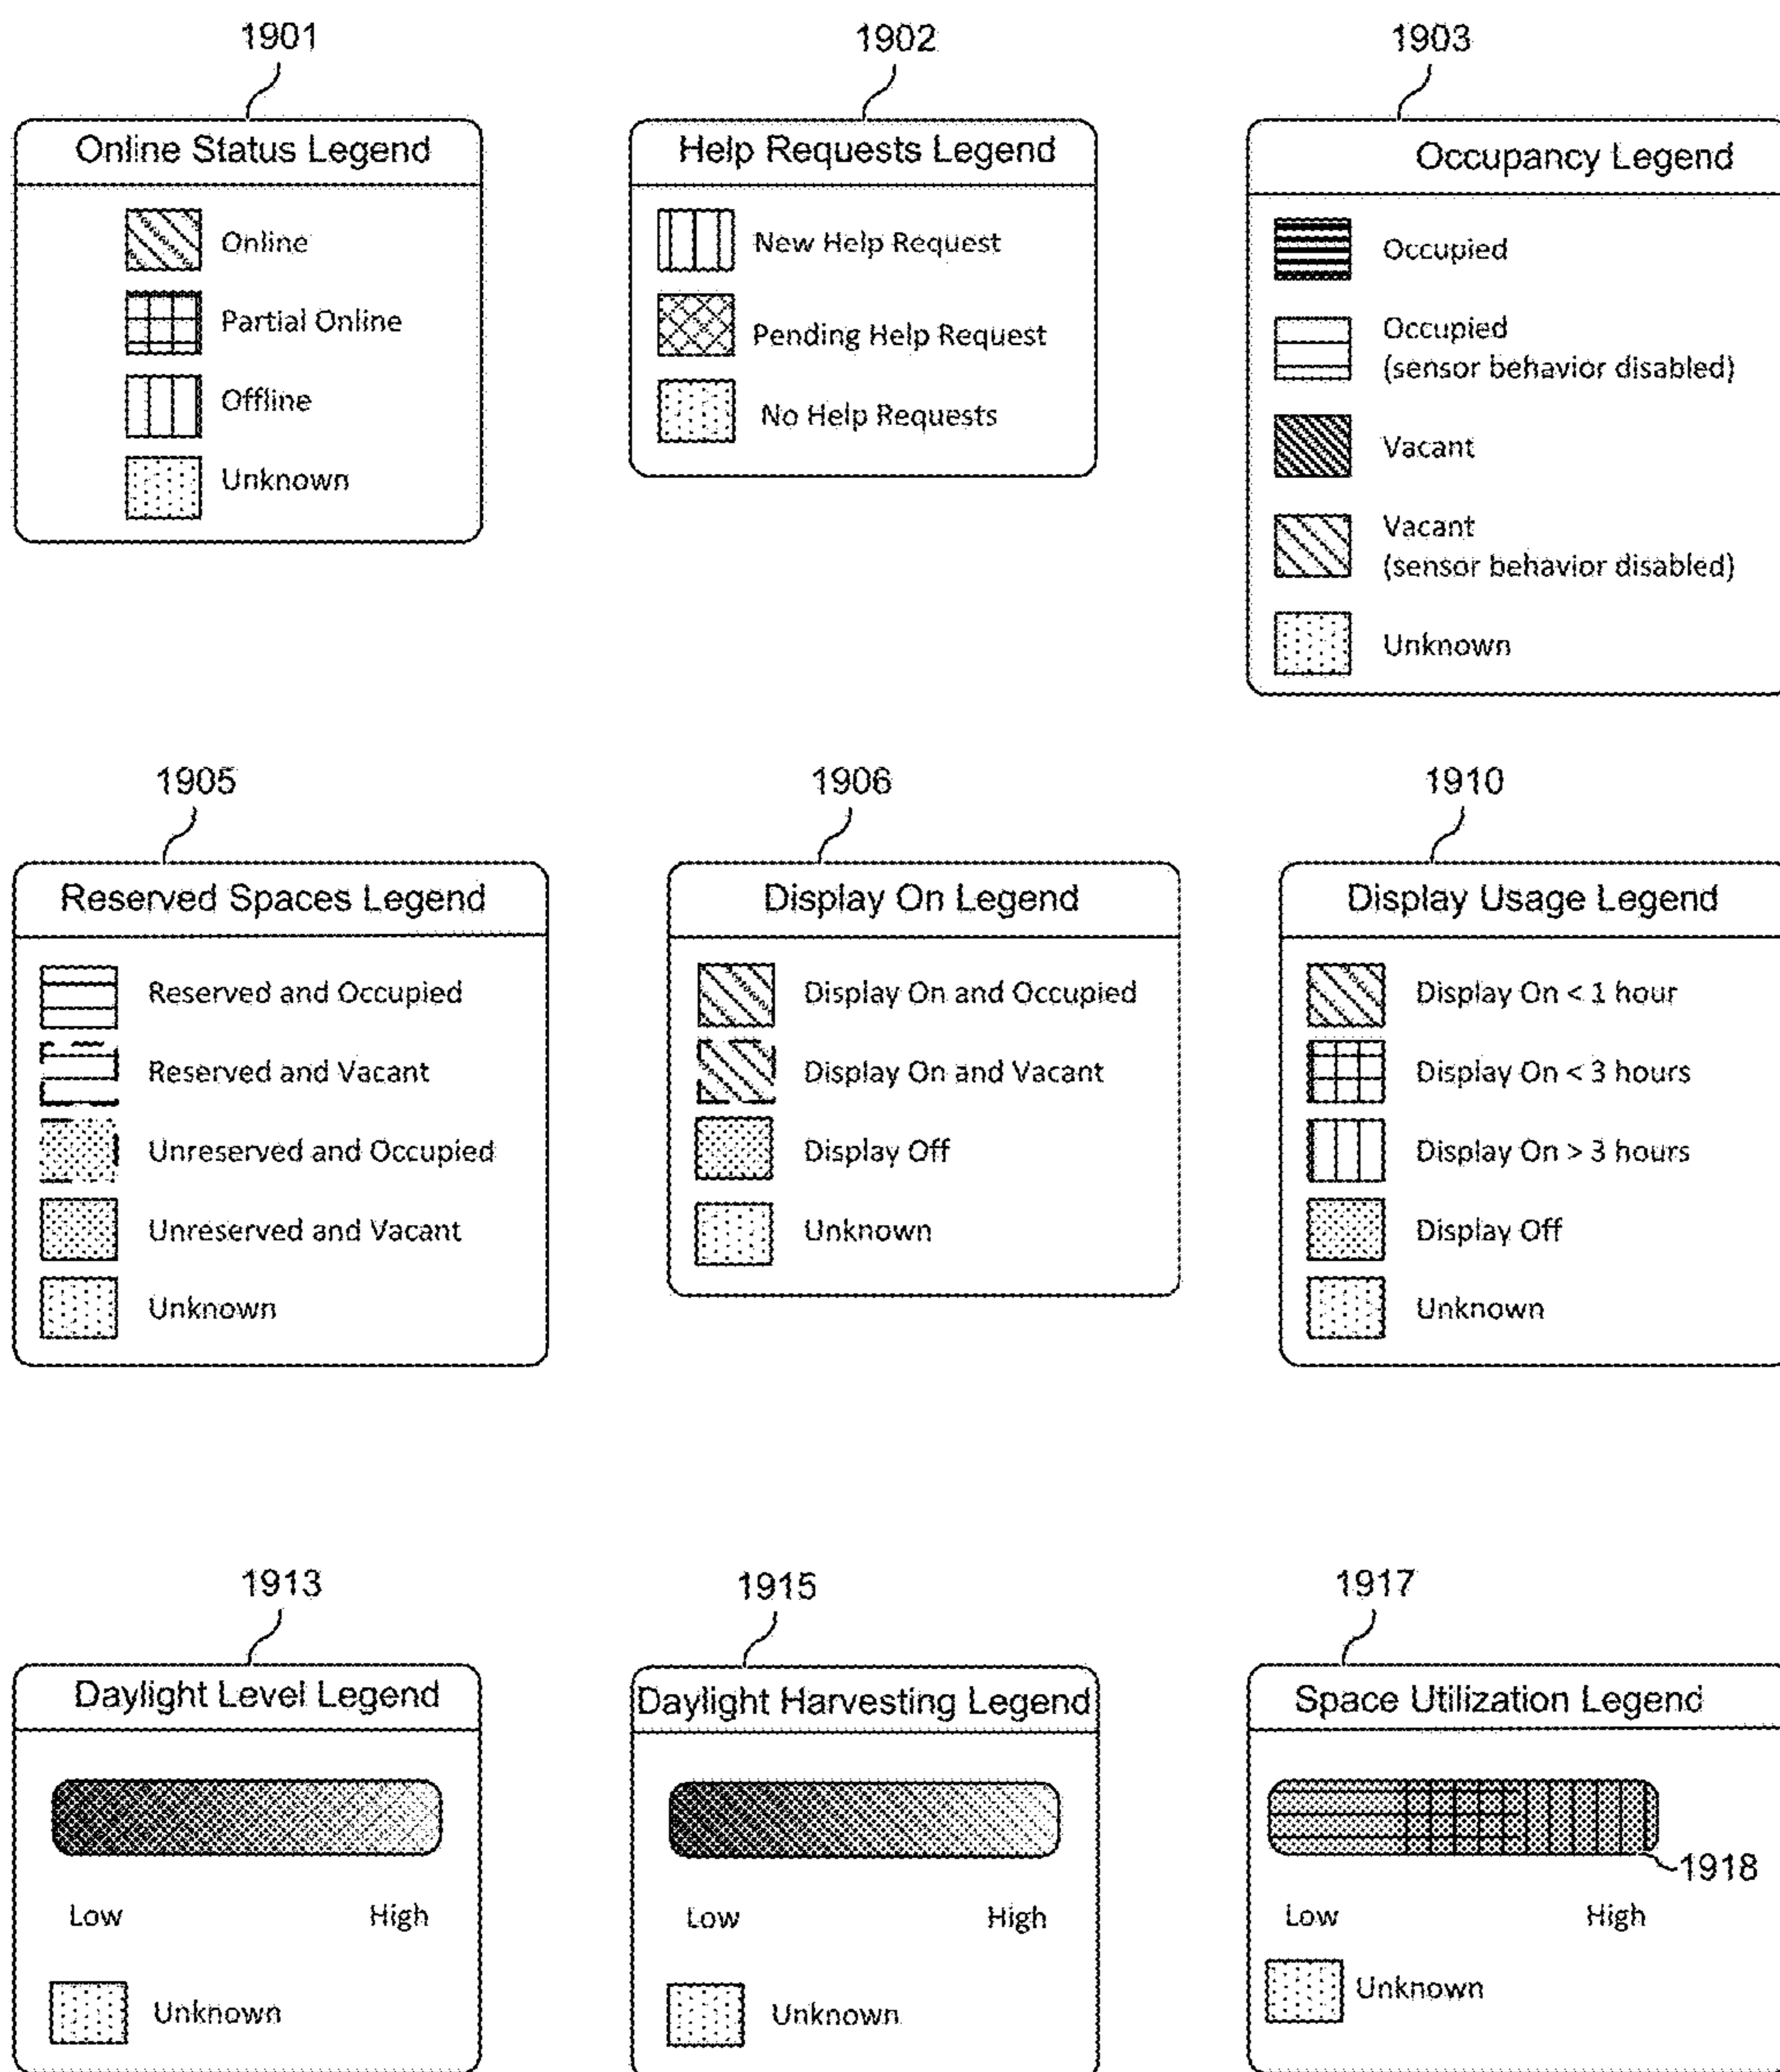 1901
Online Status Legend
Online
Partial Online
Offline
Unknown
1902
Help Requests Legend
New Help Request
Pending Help Request
No Help Requests
1903
Occupancy Legend
Occupied
Occupied
(sensor behavior disabled)
Vacant
Vacant
(sensor behavior disabled)
Unknown
1905
Reserved Spaces Legend
Reserved and Occupied
Reserved and Vacant
Unreserved and Occupied
Unreserved and Vacant
Unknown
1906
Display On Legend
Display On and Occupied
Display On and Vacant
Display Off
Unknown
1910
Display Usage Legend
Display On < 1 hour
Display On < 3 hours
Display On > 3 hours
Display Off
Unknown
1913
Daylight Level Legend
Low High
Unknown
1915
Daylight Harvesting Legend
Low High
Unknown
1917
Space Utilization Legend
1918
Low High
Unknown